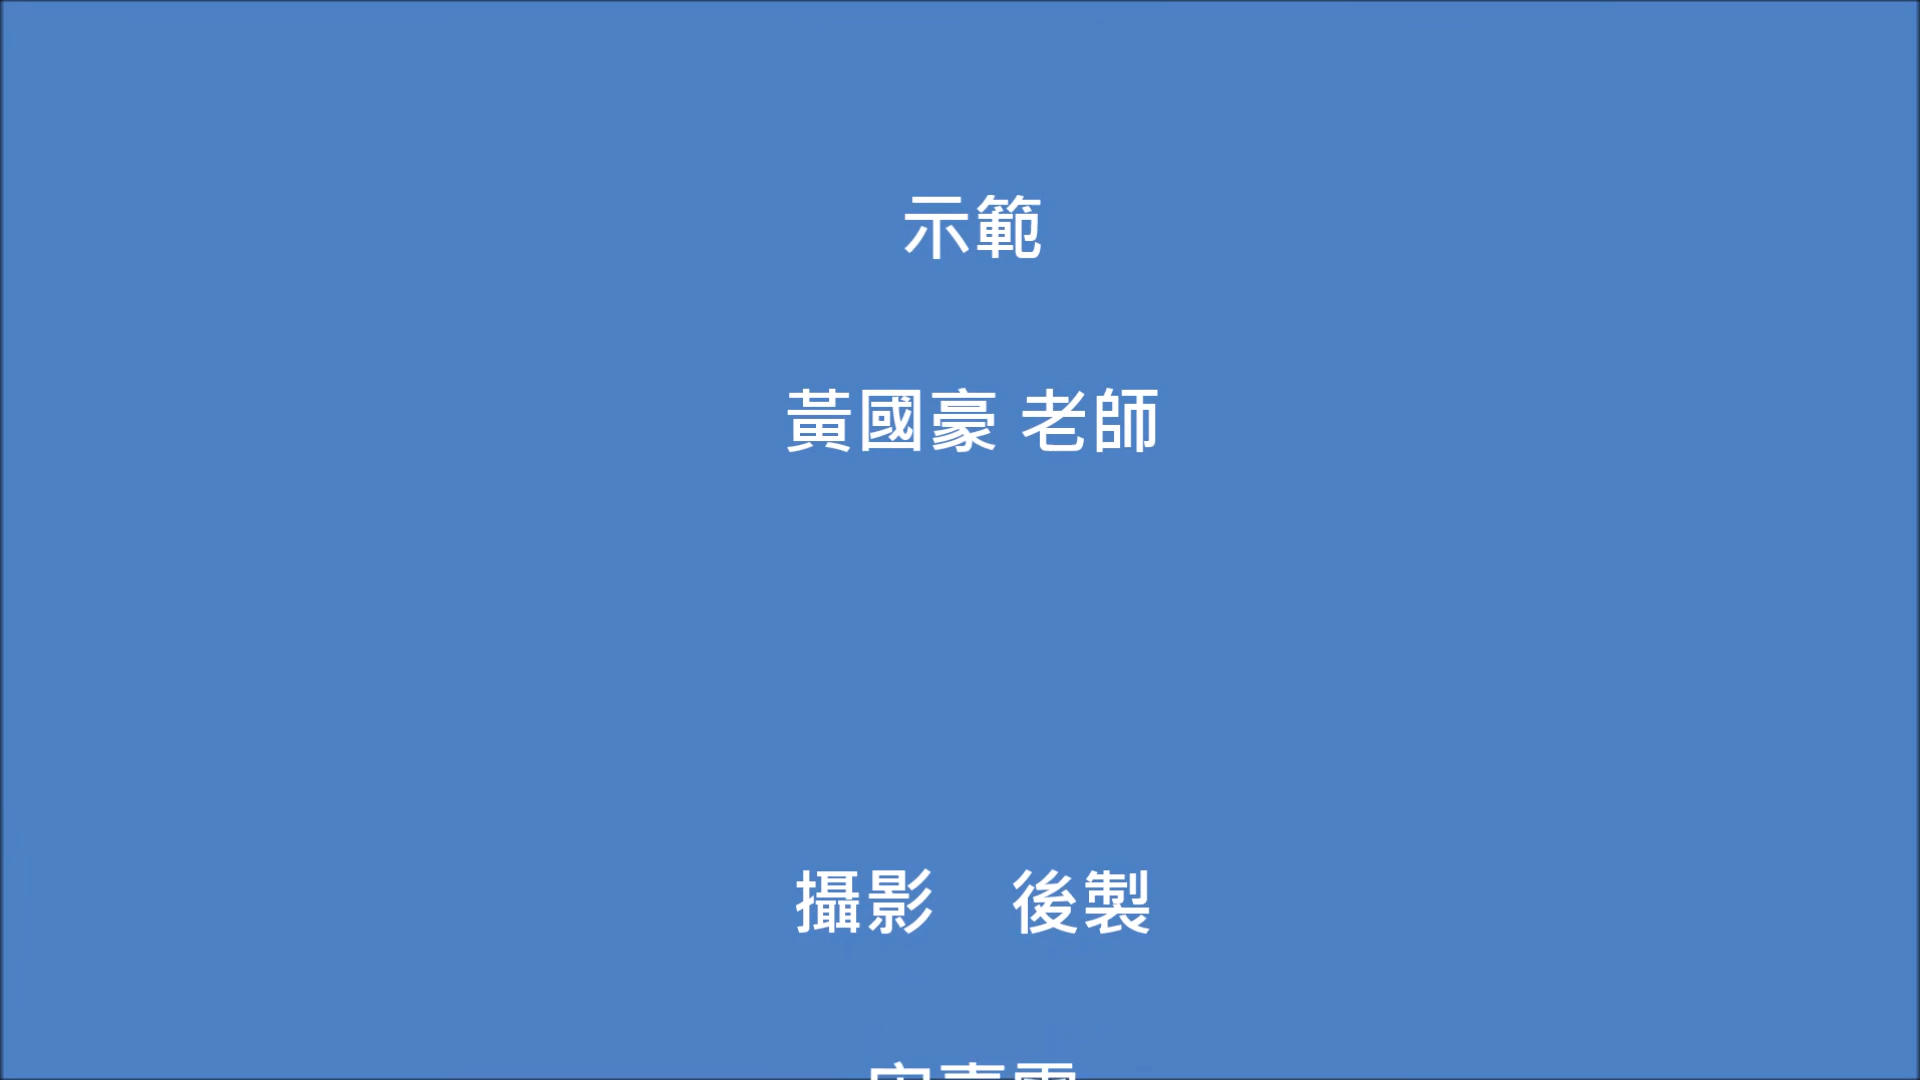 示範
黃國豪 老師
攝影　後製